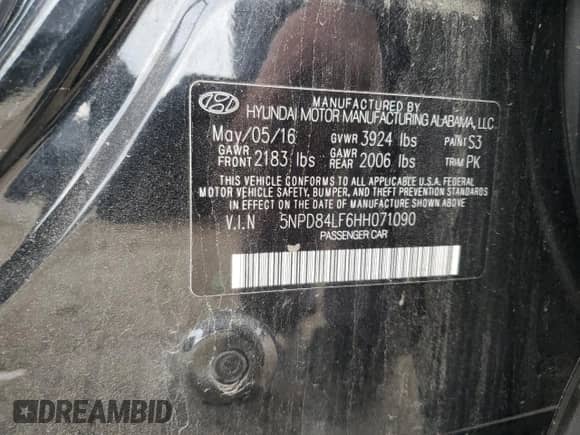 MANUFACTURED BY
HYUNDAI MOTOR MANUFACTURING ALABAMA, LLC
May/05/16 GVWR 3924 lbs PAINT S3
GAWR FRONT 2183 lbs GAWR REAR 2006 lbs TRIM PK
THIS VEHICLE CONFORMS TO ALL APPLICABLE U.S.A. FEDERAL
MOTOR VEHICLE SAFETY, BUMPER, AND THEFT PREVENTION STANDARDS
IN EFFECT ON THE DATE OF MANUFACTURE SHOWN ABOVE.
V.I.N 5NPD84LF6HH071090
PASSENGER CAR
DREAMBID